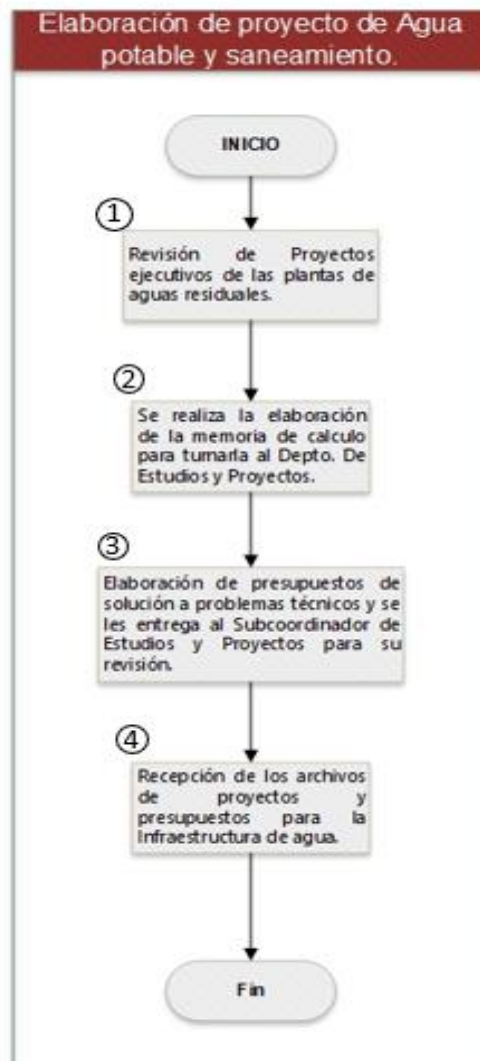 Elaboración de proyecto de Agua
potable y saneamiento.
INICIO
①
Revisión de Proyectos
ejecutivos de las plantas de
aguas residuales.
②
Se realiza la elaboración
de la memoria de calculo
para turnarla al Depto. De
Estudios y Proyectos.
③
Elaboración de presupuestos de
solución a problemas técnicos y se
les entrega al Subcoordinador de
Estudios y Proyectos para su
revisión.
④
Recepción de los archivos
de proyectos y
presupuestos para la
Infraestructura de agua.
Fin